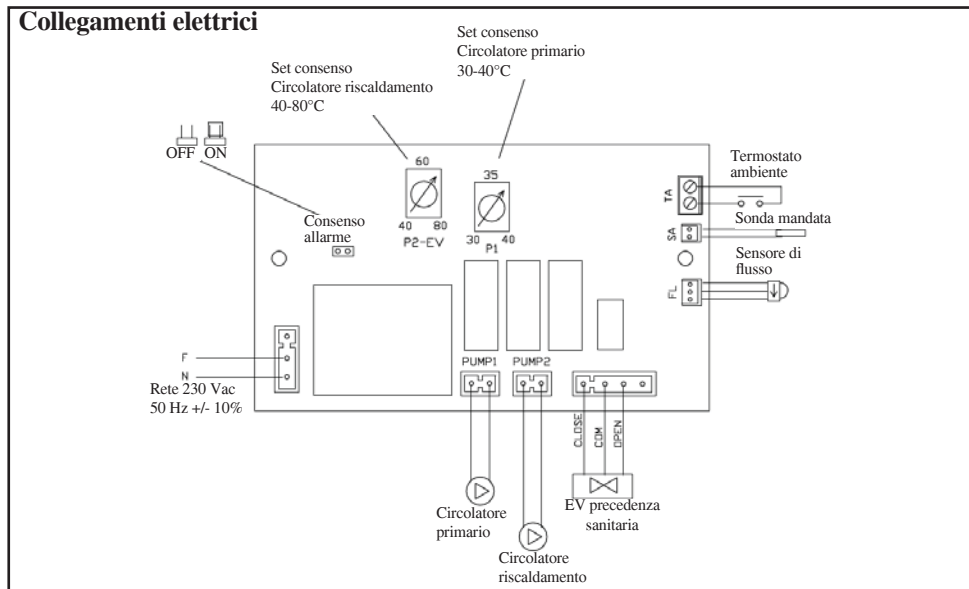 Collegamenti elettrici
Set consenso
Circolatore primario
30-40°C
Set consenso
Circolatore riscaldamento
40-80°C
OFF ON
Consenso
allarme
60
40 80
P2-EV
35
30 40
P1
TA
Termostato
ambiente
SA
Sonda mandata
FL
Sensore di
flusso
F
N
Rete 230 Vac
50 Hz +/- 10%
PUMP1 PUMP2
CLOSE
COM
OPEN
Circolatore
primario
EV precedenza
sanitaria
Circolatore
riscaldamento